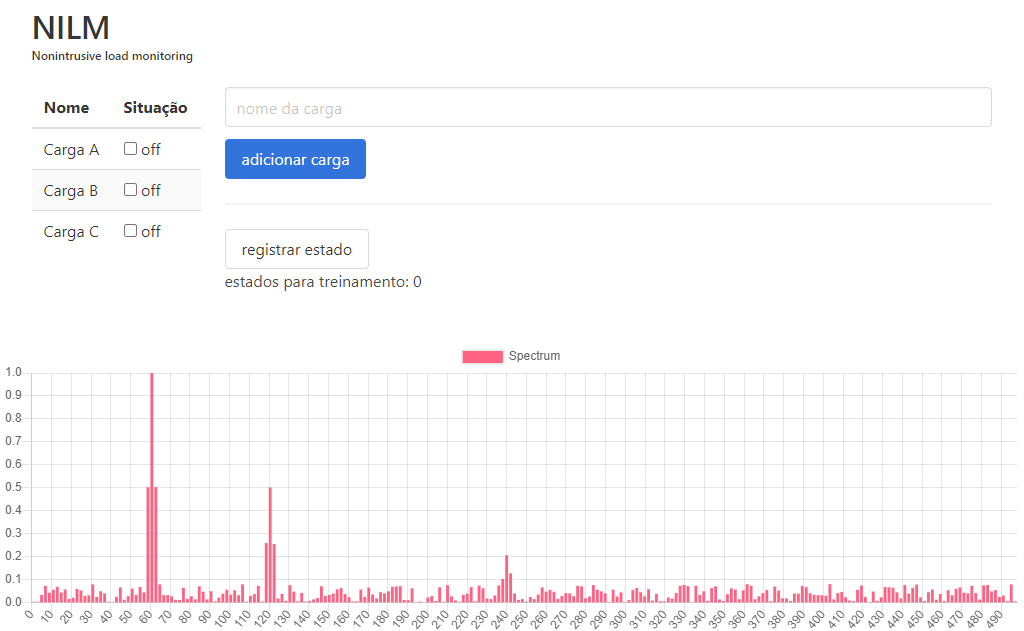 NILM
Nonintrusive load monitoring
Nome Situação
Carga A off
Carga B off
Carga C off
nome da carga
adicionar carga
registrar estado
estados para treinamento: 0
Spectrum
1.0
0.9
0.8
0.7
0.6
0.5
0.4
0.3
0.2
0.1
0.0
0 10 20 30 40 50 60 70 80 90 100 110 120 130 140 150 160 170 180 190 200 210 220 230 240 250 260 270 280 290 300 310 320 330 340 350 360 370 380 390 400 410 420 430 440 450 460 470 480 490